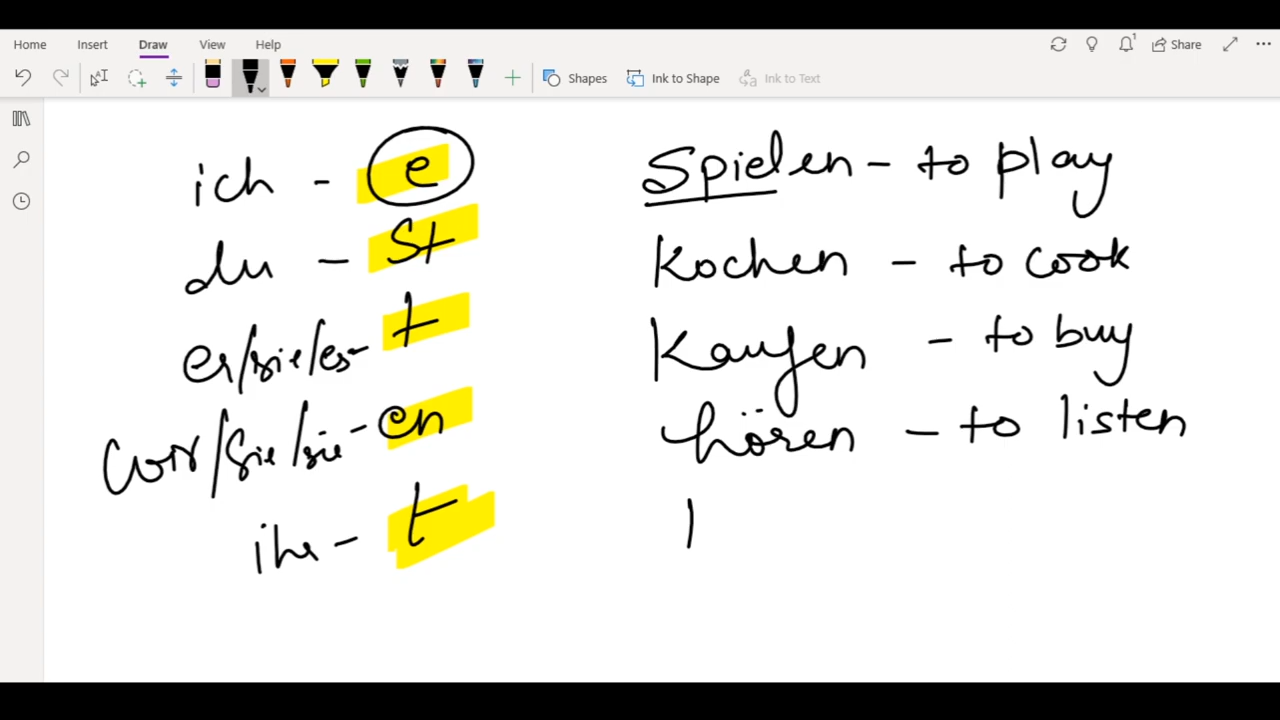 Home Insert Draw View Help
Share
Shapes Ink to Shape Ink to Text
ich - e
du - st
er/sie/es- t
wir/Sie/sie- en
ihr - t
Spielen - to play
Kochen - to cook
Kaufen - to buy
hören - to listen